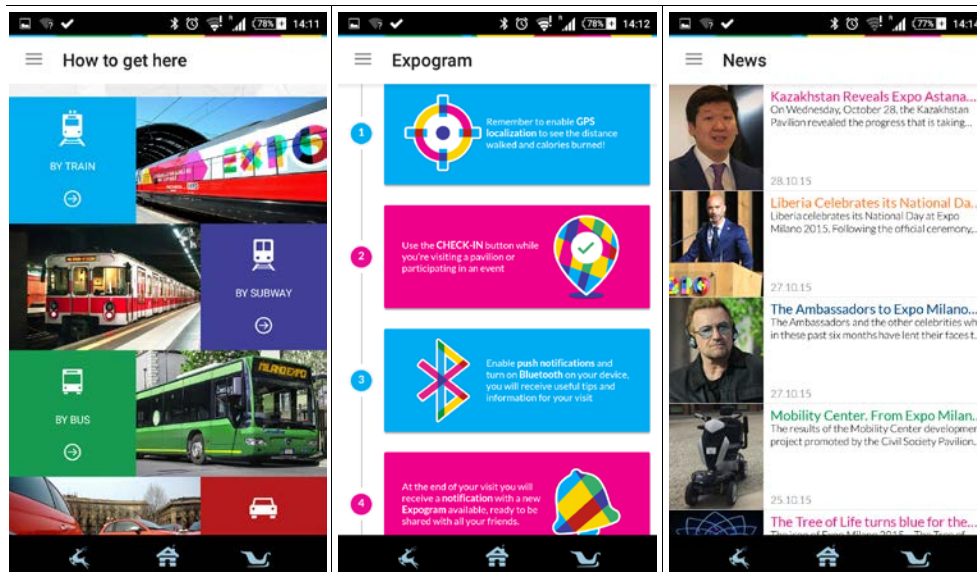 78% 14:11
How to get here
BY TRAIN
EXPO
BY SUBWAY
MILANO EXPO
BY BUS
78% 14:12
Expogram
1
Remember to enable GPS
localization to see the distance
walked and calories burned!
2
Use the CHECK-IN button while
you're visiting a pavilion or
participating in an event
3
Enable push notifications and
turn on Bluetooth on your device,
you will receive useful tips and
information for your visit
4
At the end of your visit you will
receive a notification with a new
Expogram available, ready to be
shared with all your friends.
77% 14:14
News
Kazakhstan Reveals Expo Astana...
On Wednesday, October 28, the Kazakhstan
Pavilion revealed the progress that is taking...
28.10.15
Liberia Celebrates its National Da...
Liberia celebrates its National Day at Expo
Milano 2015. Following the official ceremony,...
27.10.15
The Ambassadors to Expo Milano...
The Ambassadors and the other celebrities wh
in these past six months have lent their faces t...
27.10.15
Mobility Center. From Expo Milan...
The results of the Mobility Center developmen
project promoted by the Civil Society Pavilion...
25.10.15
The Tree of Life turns blue for the...